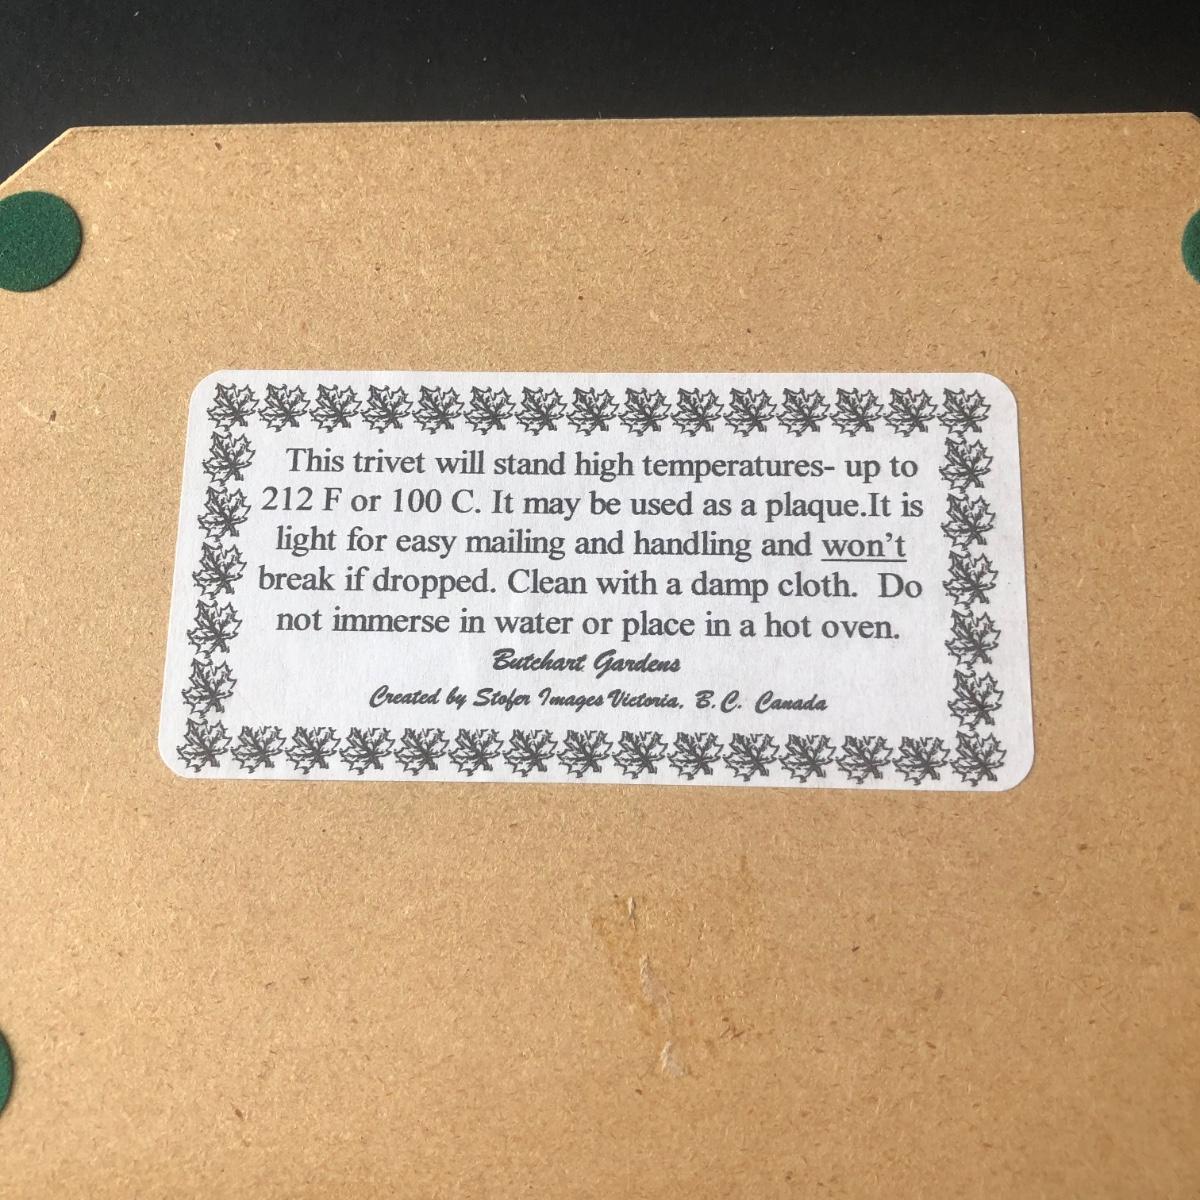 This trivet will stand high temperatures- up to
212 F or 100 C. It may be used as a plaque.It is
light for easy mailing and handling and won't
break if dropped. Clean with a damp cloth.  Do
not immerse in water or place in a hot oven.
Butchart Gardens
Created by Stofer Images Victoria, B.C. Canada